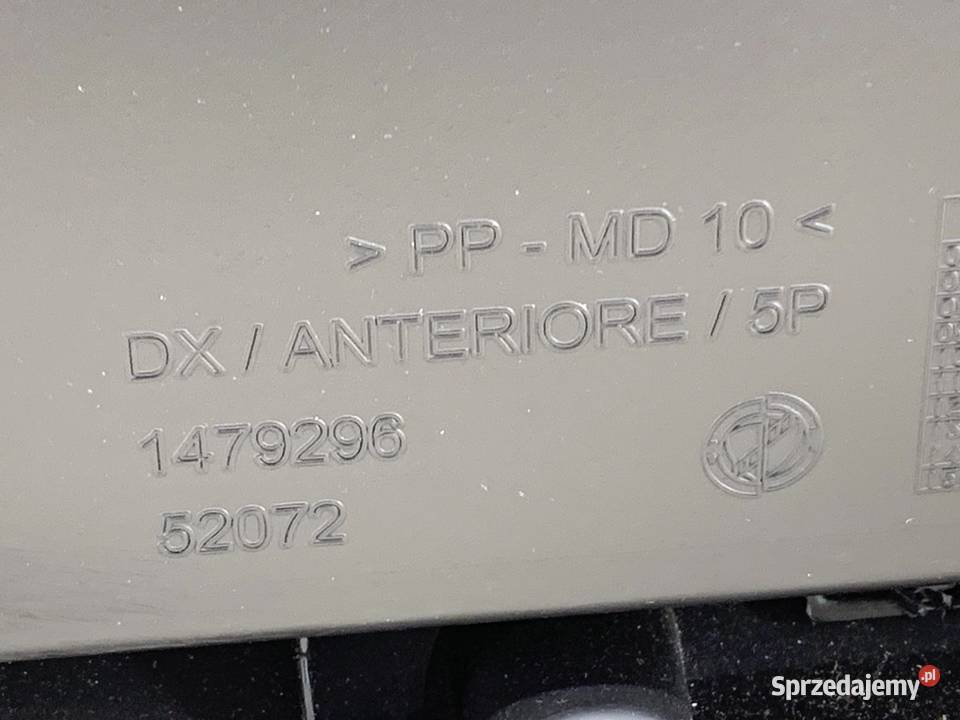 > PP - MD 10 <
DX / ANTERIORE / 5P
1479296
52072
Sprzedajemy.pl